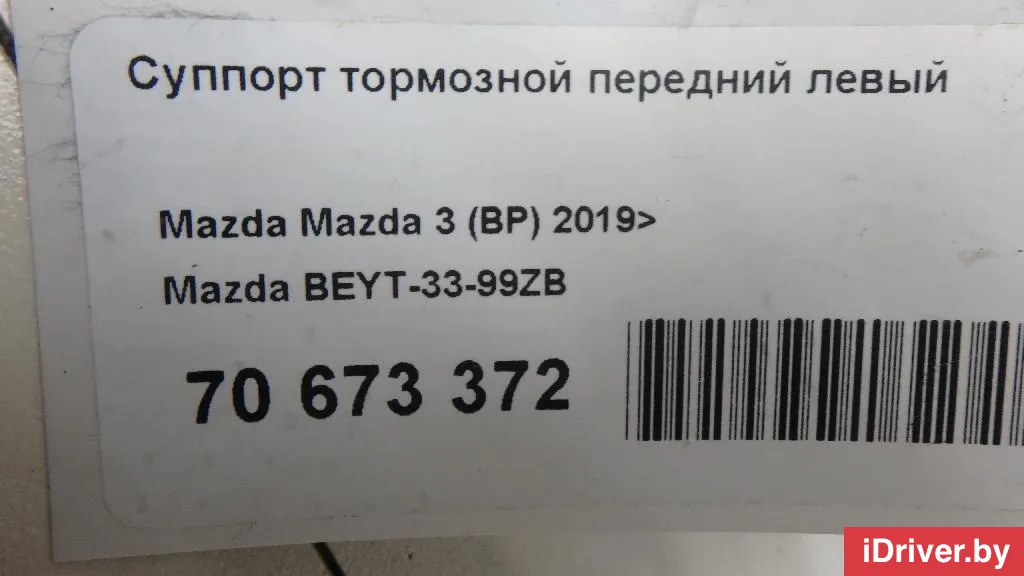 Суппорт тормозной передний левый
Mazda Mazda 3 (BP) 2019>
Mazda BEYT-33-99ZB
70 673 372
iDriver.by